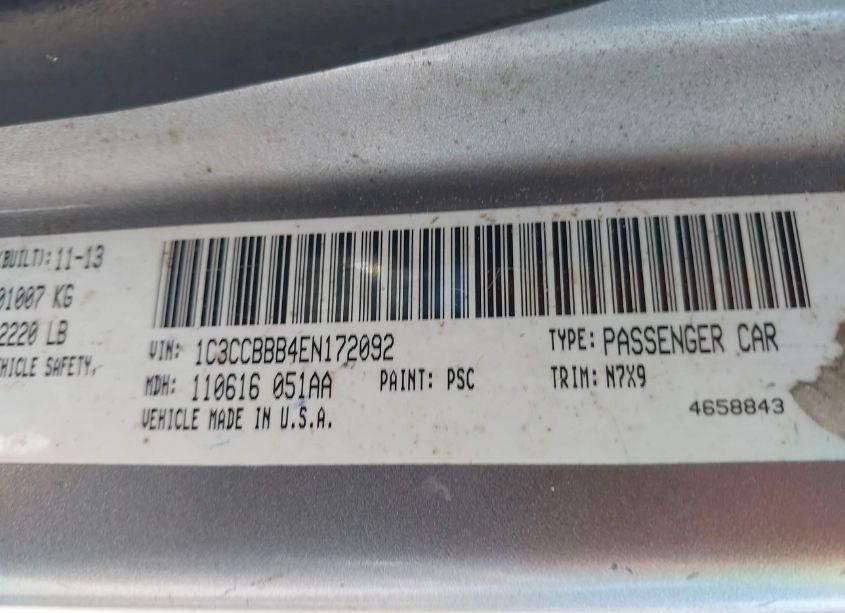 (BUILT): 11-13
01007 KG
2220 LB
VIN: 1C3CCBBB4EN172092 TYPE: PASSENGER CAR
HICLE SAFETY,
MDH: 110616 051AA PAINT: PSC TRIM: N7X9
VEHICLE MADE IN U.S.A. 4658843